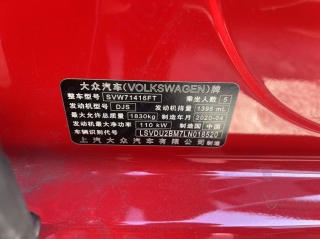 大众汽车(VOLKSWAGEN)牌
整车型号 SVW71416FT 乘坐人数 5
发动机型号 DJS 发动机排量 1395 mL
最大允许总质量 1830kg 制造年月 2020-04
发动机最大净功率 110 kW 制造国 中国
车辆识别代号 LSVDU2BM7LN018520
上汽大众汽车有限公司 制造